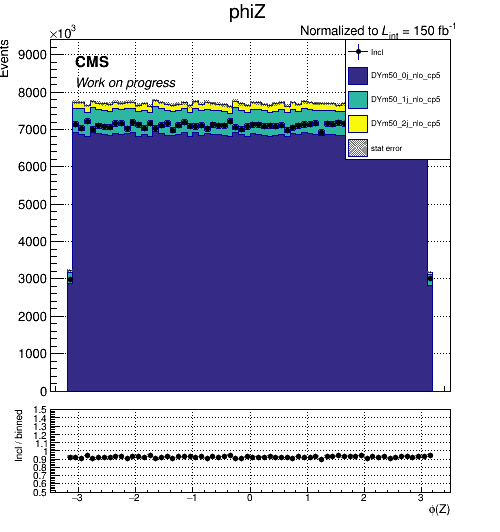 phiZ
×10³
Normalized to L_int = 150 fb⁻¹
Events
CMS
Work on progress
Incl
DYm50_0j_nlo_cp5
DYm50_1j_nlo_cp5
DYm50_2j_nlo_cp5
stat error
9000
8000
7000
6000
5000
4000
3000
2000
1000
0
Incl / binned
1.5
1.4
1.3
1.2
1.1
1
0.9
0.8
0.7
0.6
0.5
−3 −2 −1 0 1 2 3
ϕ(Z)